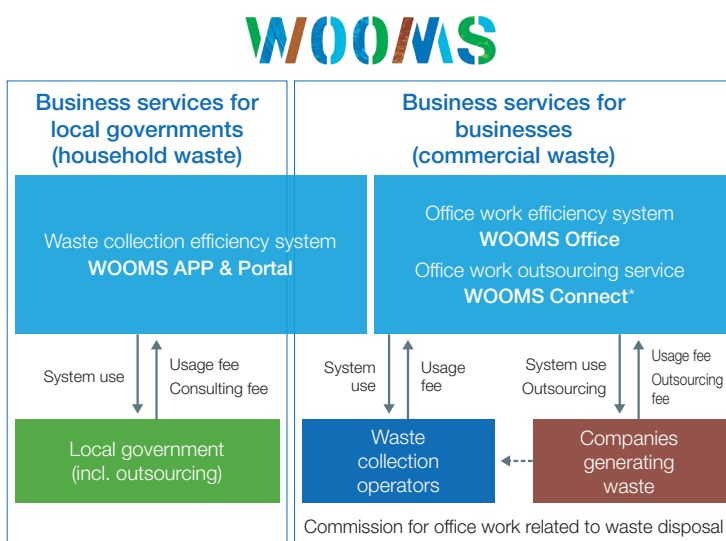 WOOMS
Business services for
local governments
(household waste)
Business services for
businesses
(commercial waste)
Waste collection efficiency system
WOOMS APP & Portal
Office work efficiency system
WOOMS Office
Office work outsourcing service
WOOMS Connect*
System use
Usage fee
Consulting fee
System
use
Usage
fee
System use
Outsourcing
Usage fee
Outsourcing
fee
Local government
(incl. outsourcing)
Waste
collection
operators
Companies
generating
waste
Commission for office work related to waste disposal